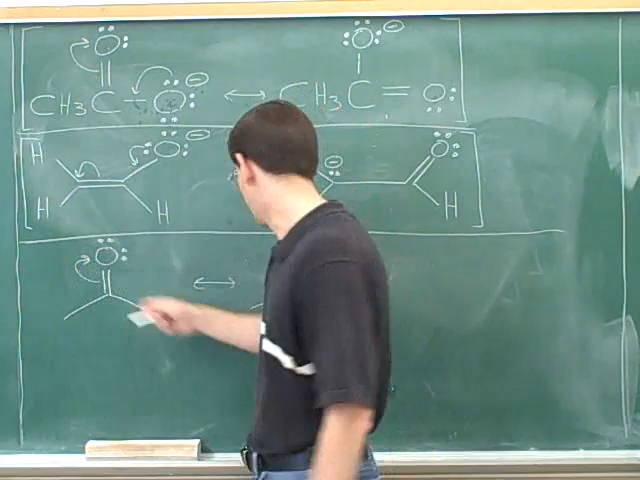 O O⊖
CH₃C–O⊖ ↔ CH₃C=O
H O⊖ ⊖ O
H H H
O ↔